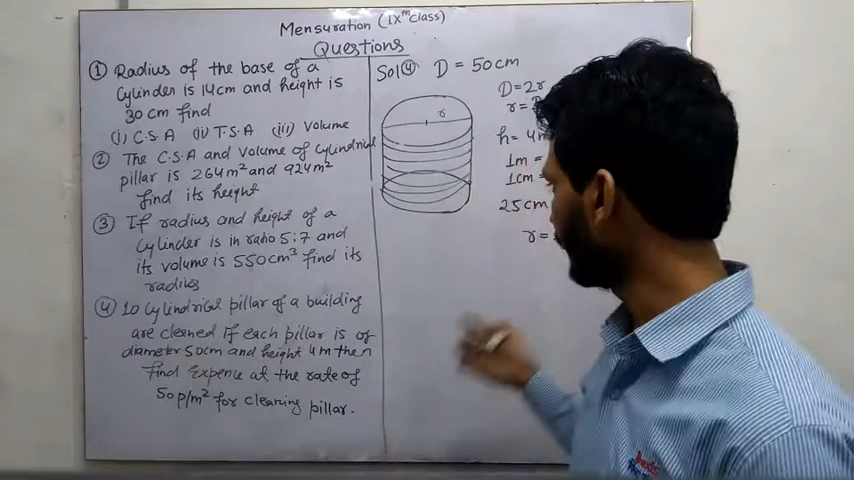 Mensuration (IXth class)
Questions
① Radius of the base of a
cylinder is 14cm and height is
30 cm find
(i) C.S.A (ii) T.S.A (iii) Volume
② The C.S.A and volume of cylindrical
pillar is 264m² and 924m²
find its height
③ If radius and height of a
cylinder is in ratio 5:7 and
its volume is 550cm³ find its
radius
④ 10 cylindrical pillar of a building
are cleaned if each pillar is of
diameter 50cm and height 4m then
find Expence at the rate of
50p/m² for cleaning pillar.
Sol④ D = 50cm
r
D=2r
r=
h = 4m
1m =
1cm =
25cm
r =